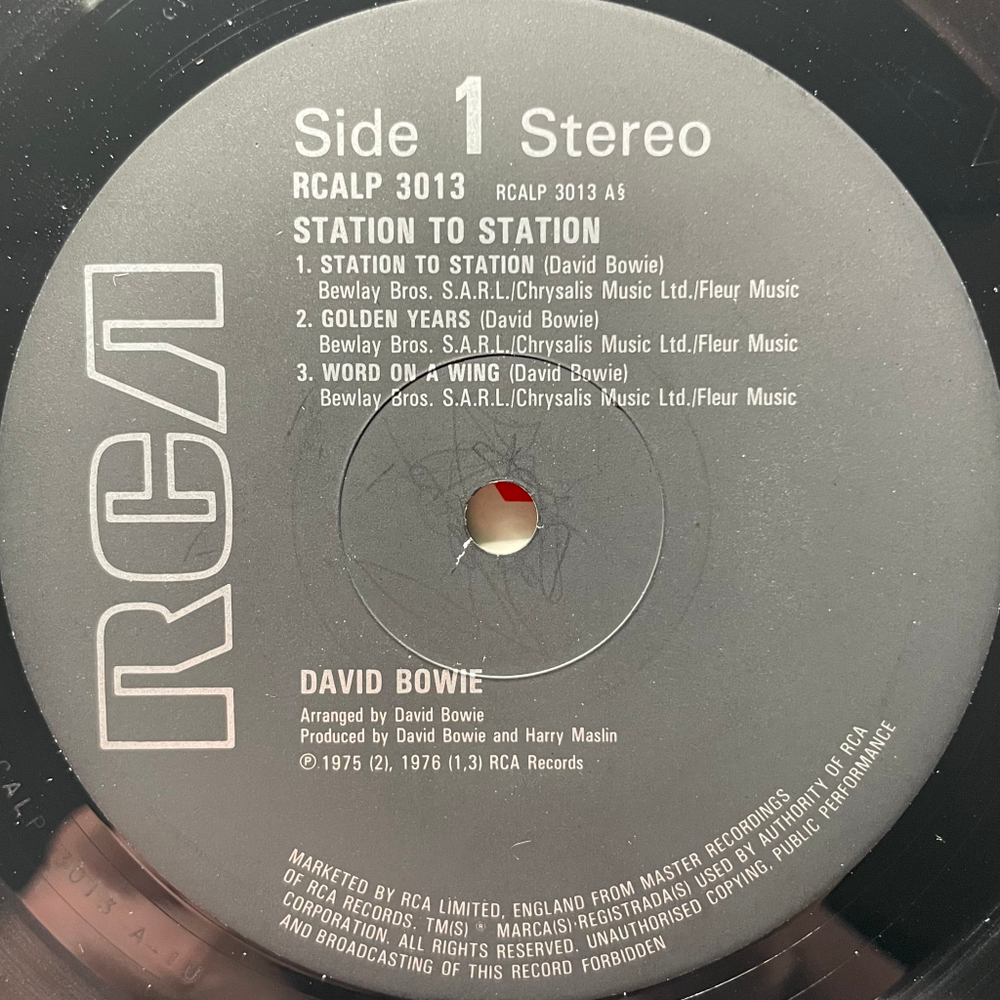 Side 1 Stereo
RCALP 3013 RCALP 3013 A§
STATION TO STATION
1. STATION TO STATION (David Bowie)
Bewlay Bros. S.A.R.L./Chrysalis Music Ltd./Fleur Music
2. GOLDEN YEARS (David Bowie)
Bewlay Bros. S.A.R.L./Chrysalis Music Ltd./Fleur Music
3. WORD ON A WING (David Bowie)
Bewlay Bros. S.A.R.L./Chrysalis Music Ltd./Fleur Music
RCA
DAVID BOWIE
Arranged by David Bowie
Produced by David Bowie and Harry Maslin
℗ 1975 (2), 1976 (1,3) RCA Records
MARKETED BY RCA LIMITED, ENGLAND FROM MASTER RECORDINGS
OF RCA RECORDS. TM(S) ® MARCA(S) REGISTRADA(S) USED BY AUTHORITY OF RCA
CORPORATION. ALL RIGHTS RESERVED. UNAUTHORISED COPYING, PUBLIC PERFORMANCE
AND BROADCASTING OF THIS RECORD FORBIDDEN
CALP 3013 A-